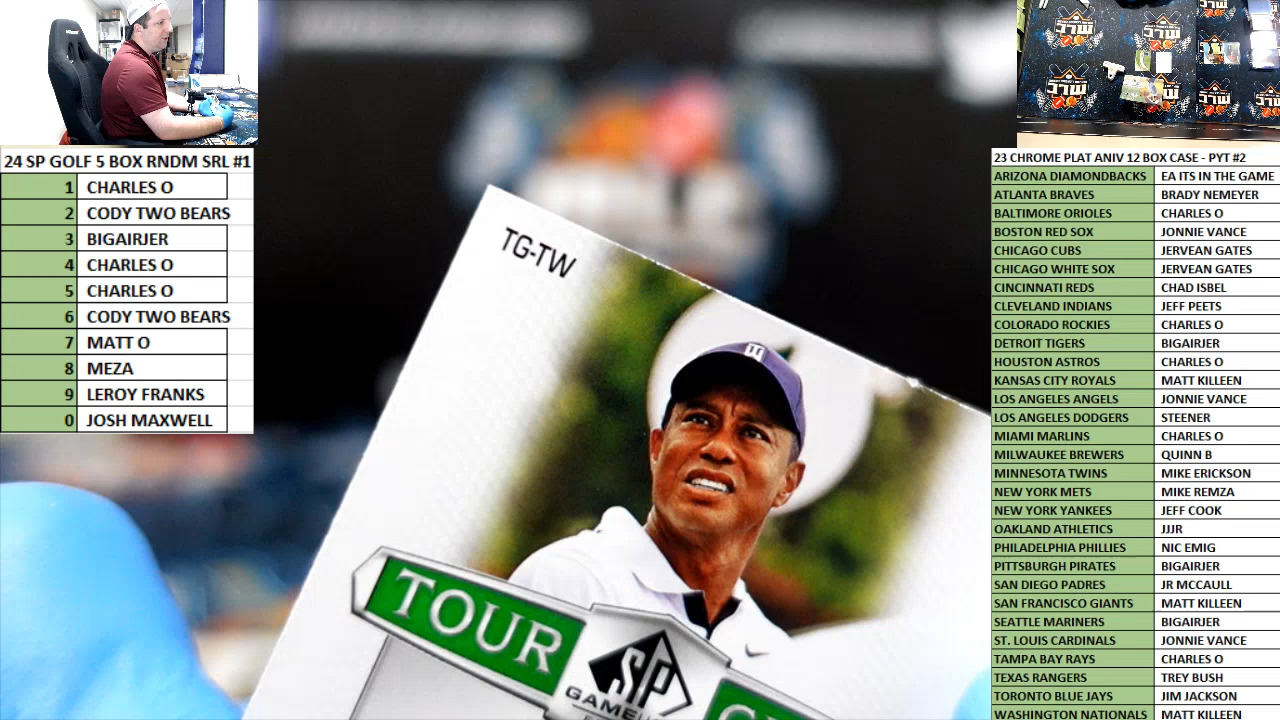 24 SP GOLF 5 BOX RNDM SRL #1
1 CHARLES O
2 CODY TWO BEARS
3 BIGAIRJER
4 CHARLES O
5 CHARLES O
6 CODY TWO BEARS
7 MATT O
8 MEZA
9 LEROY FRANKS
0 JOSH MAXWELL
TG-TW
TOUR
SP
GAME
23 CHROME PLAT ANIV 12 BOX CASE - PYT #2
ARIZONA DIAMONDBACKS EA ITS IN THE GAME
ATLANTA BRAVES BRADY NEMEYER
BALTIMORE ORIOLES CHARLES O
BOSTON RED SOX JONNIE VANCE
CHICAGO CUBS JERVEAN GATES
CHICAGO WHITE SOX JERVEAN GATES
CINCINNATI REDS CHAD ISBEL
CLEVELAND INDIANS JEFF PEETS
COLORADO ROCKIES CHARLES O
DETROIT TIGERS BIGAIRJER
HOUSTON ASTROS CHARLES O
KANSAS CITY ROYALS MATT KILLEEN
LOS ANGELES ANGELS JONNIE VANCE
LOS ANGELES DODGERS STEENER
MIAMI MARLINS CHARLES O
MILWAUKEE BREWERS QUINN B
MINNESOTA TWINS MIKE ERICKSON
NEW YORK METS MIKE REMZA
NEW YORK YANKEES JEFF COOK
OAKLAND ATHLETICS JJJR
PHILADELPHIA PHILLIES NIC EMIG
PITTSBURGH PIRATES BIGAIRJER
SAN DIEGO PADRES JR MCCAULL
SAN FRANCISCO GIANTS MATT KILLEEN
SEATTLE MARINERS BIGAIRJER
ST. LOUIS CARDINALS JONNIE VANCE
TAMPA BAY RAYS CHARLES O
TEXAS RANGERS TREY BUSH
TORONTO BLUE JAYS JIM JACKSON
WASHINGTON NATIONALS MATT KILLEEN